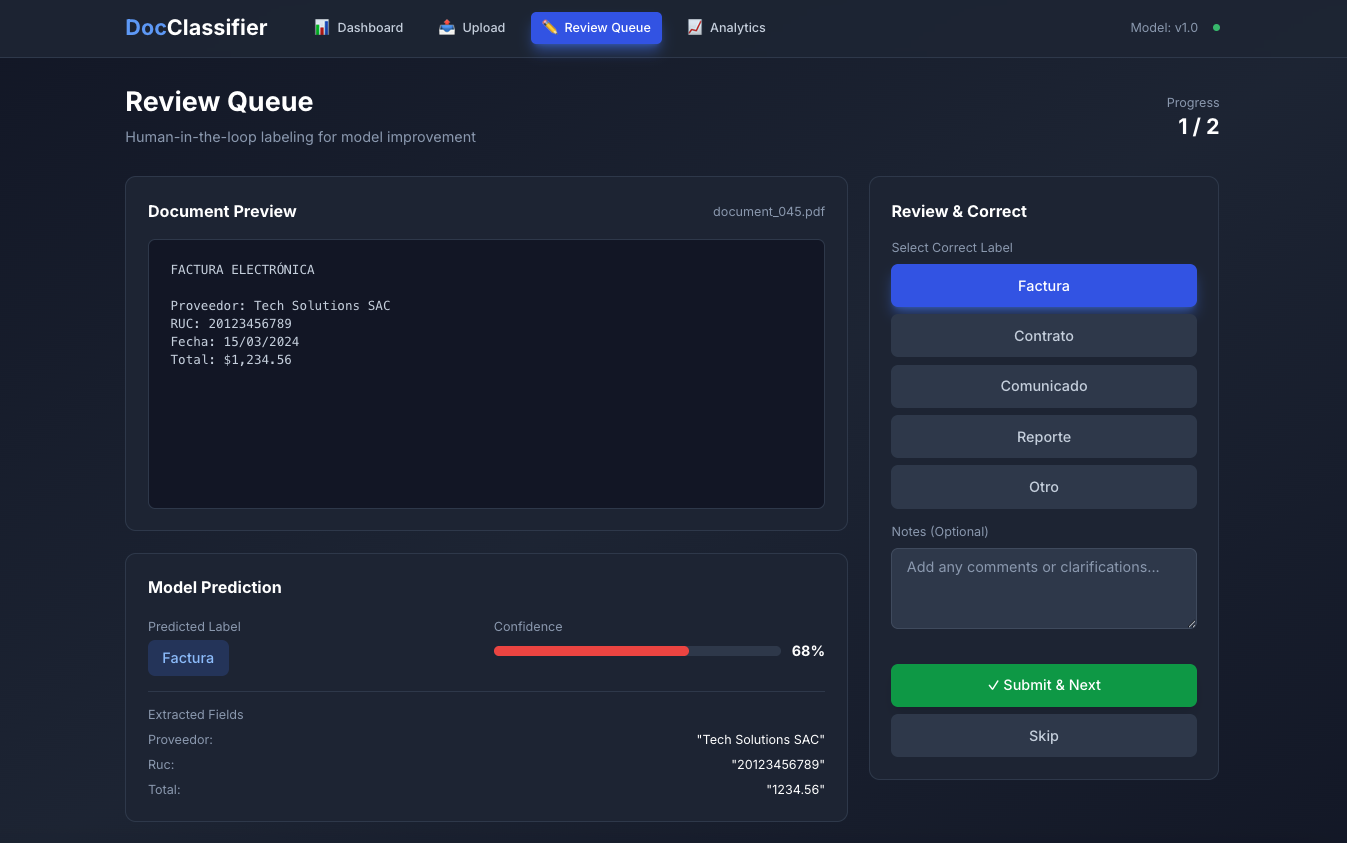 DocClassifier
Dashboard
Upload
Review Queue
Analytics
Model: v1.0
Review Queue
Human-in-the-loop labeling for model improvement
Progress
1 / 2
Document Preview
document_045.pdf
FACTURA ELECTRÓNICA
Proveedor: Tech Solutions SAC
RUC: 20123456789
Fecha: 15/03/2024
Total: $1,234.56
Model Prediction
Predicted Label
Factura
Confidence
68%
Extracted Fields
Proveedor: "Tech Solutions SAC"
Ruc: "20123456789"
Total: "1234.56"
Review & Correct
Select Correct Label
Factura
Contrato
Comunicado
Reporte
Otro
Notes (Optional)
Add any comments or clarifications...
✓ Submit & Next
Skip